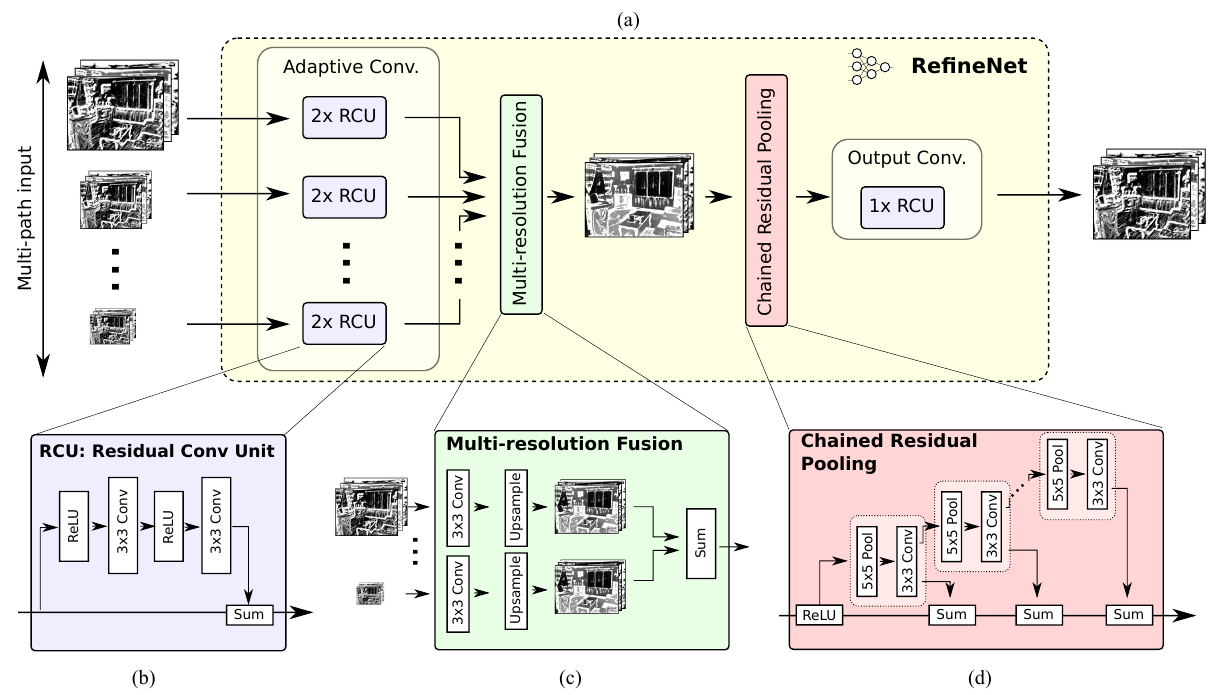 (a)
Multi-path input
Adaptive Conv.
2x RCU
2x RCU
2x RCU
Multi-resolution Fusion
Chained Residual Pooling
RefineNet
Output Conv.
1x RCU
RCU: Residual Conv Unit
ReLU
3x3 Conv
ReLU
3x3 Conv
Sum
(b)
Multi-resolution Fusion
3x3 Conv
Upsample
3x3 Conv
Upsample
Sum
(c)
Chained Residual
Pooling
ReLU
5x5 Pool
3x3 Conv
5x5 Pool
3x3 Conv
5x5 Pool
3x3 Conv
Sum
Sum
Sum
(d)